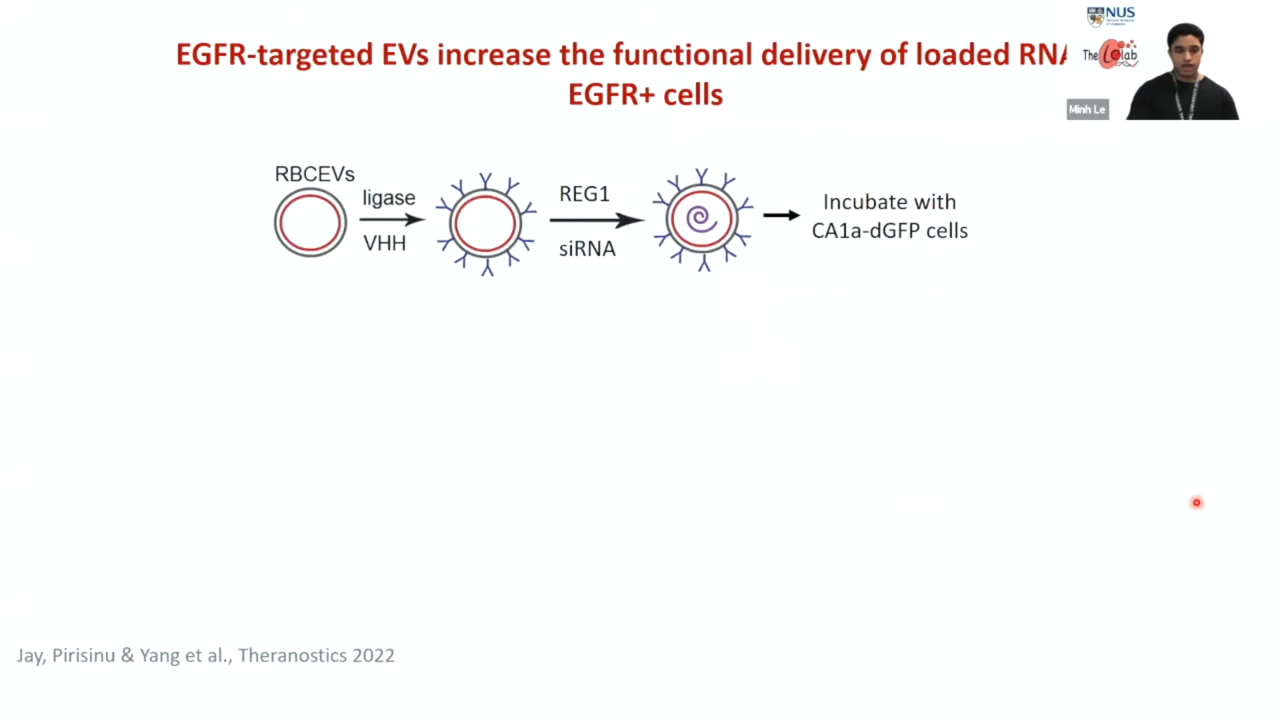 EGFR-targeted EVs increase the functional delivery of loaded RNA
EGFR+ cells
NUS
The Le lab
Minh Le
RBCEVs
ligase
VHH
REG1
siRNA
Incubate with
CA1a-dGFP cells
Jay, Pirisinu & Yang et al., Theranostics 2022